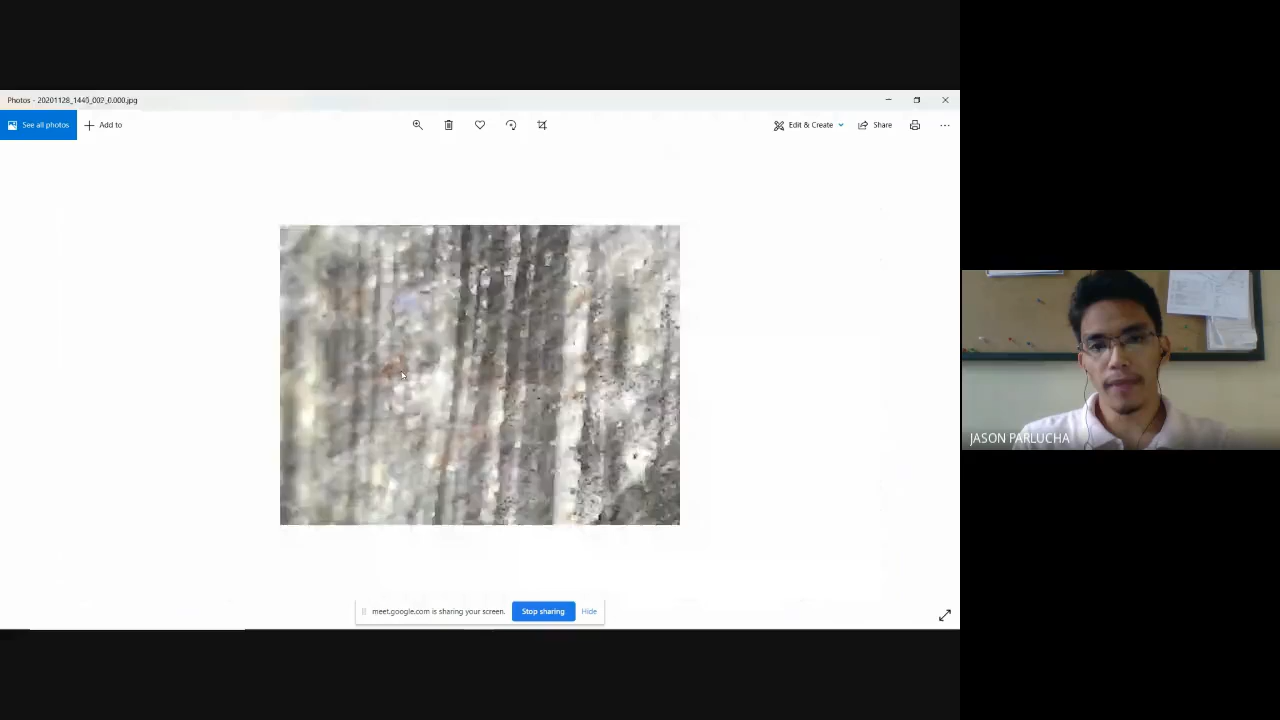 Photos - 20201128_1440_002_0.000.jpg
See all photos
Add to
Edit & Create
Share
meet.google.com is sharing your screen.
Stop sharing
Hide
JASON PARLUCHA